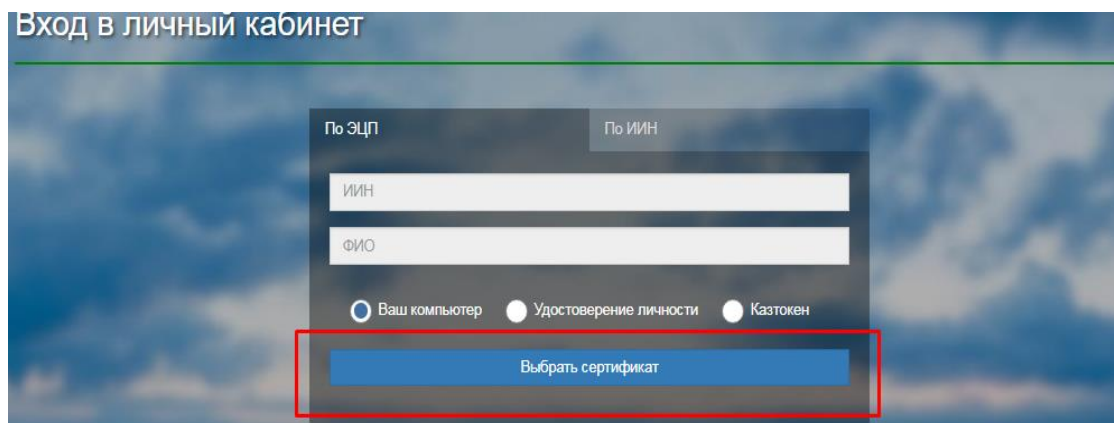 Вход в личный кабинет
По ЭЦП По ИИН
ИИН
ФИО
Ваш компьютер Удостоверение личности Казтокен
Выбрать сертификат